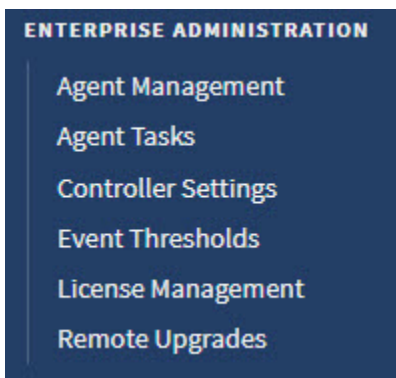 ENTERPRISE ADMINISTRATION
Agent Management
Agent Tasks
Controller Settings
Event Thresholds
License Management
Remote Upgrades